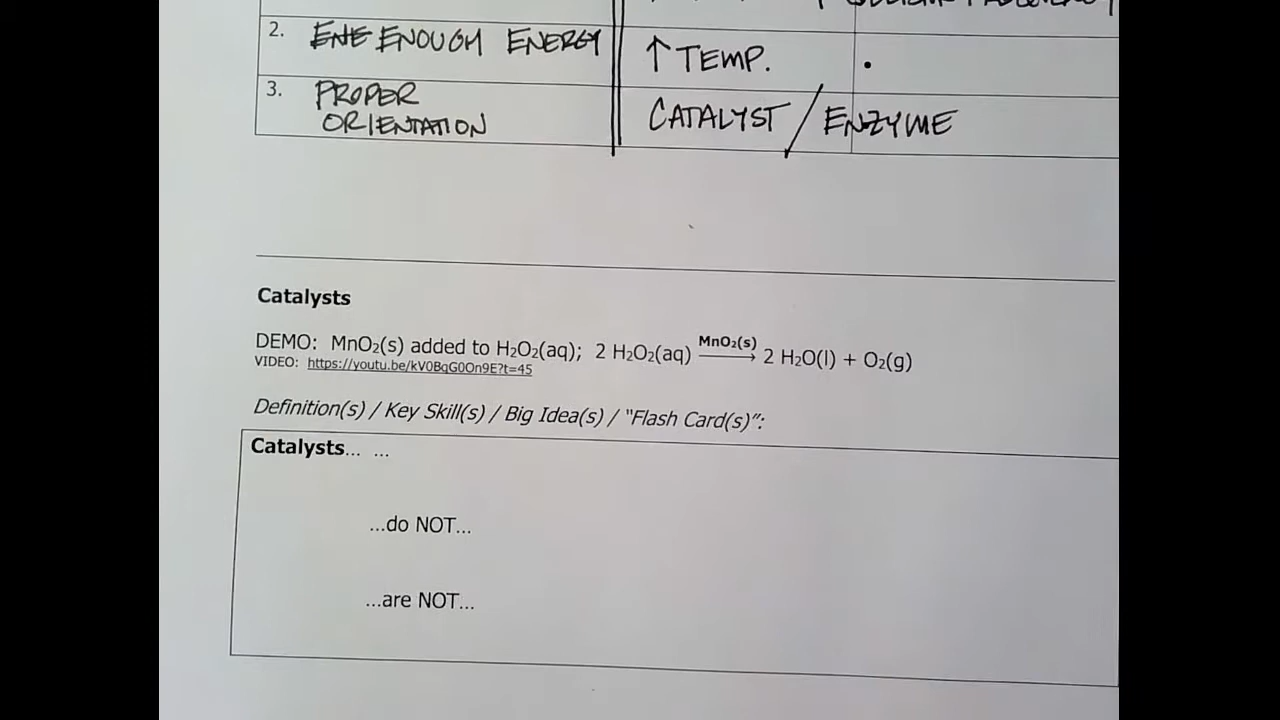 2. ENE ENOUGH ENERGY ↑ TEMP. •
3. PROPER ORIENTATION CATALYST / ENZYME
Catalysts
DEMO: MnO₂(s) added to H₂O₂(aq); 2 H₂O₂(aq) MnO₂(s) → 2 H₂O(l) + O₂(g)
VIDEO: https://youtu.be/kV0BqG0On9E?t=45
Definition(s) / Key Skill(s) / Big Idea(s) / "Flash Card(s)":
Catalysts... ...
...do NOT...
...are NOT...